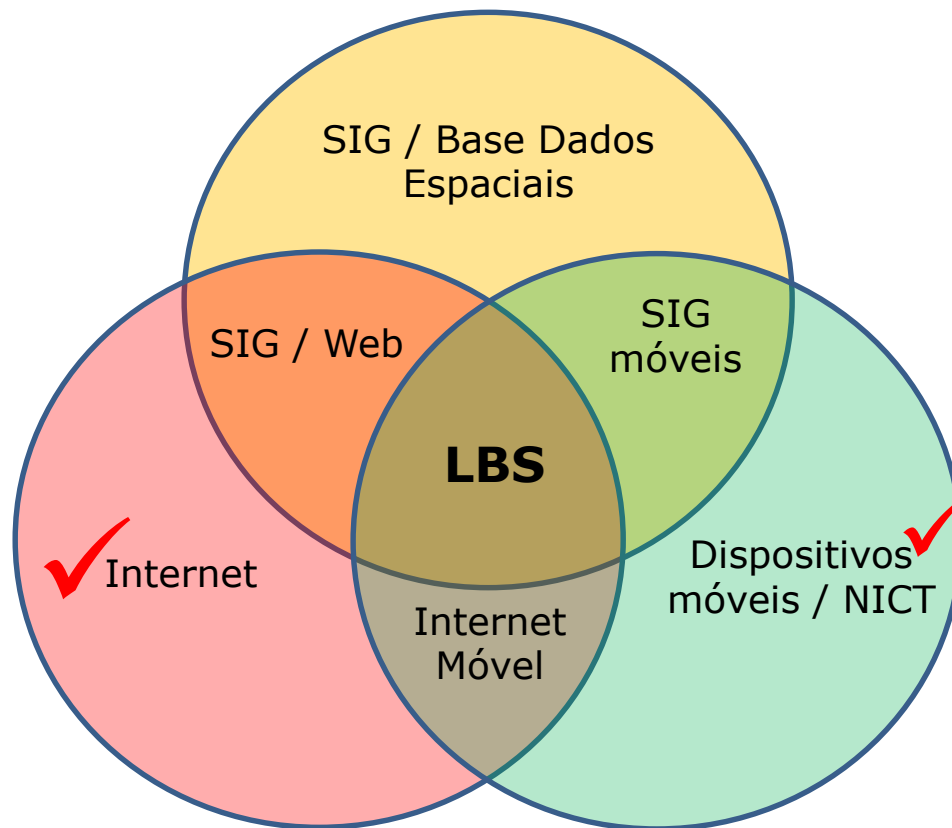 SIG / Base Dados
Espaciais
SIG / Web
SIG
móveis
LBS
Internet
Dispositivos
móveis / NICT
Internet
Móvel